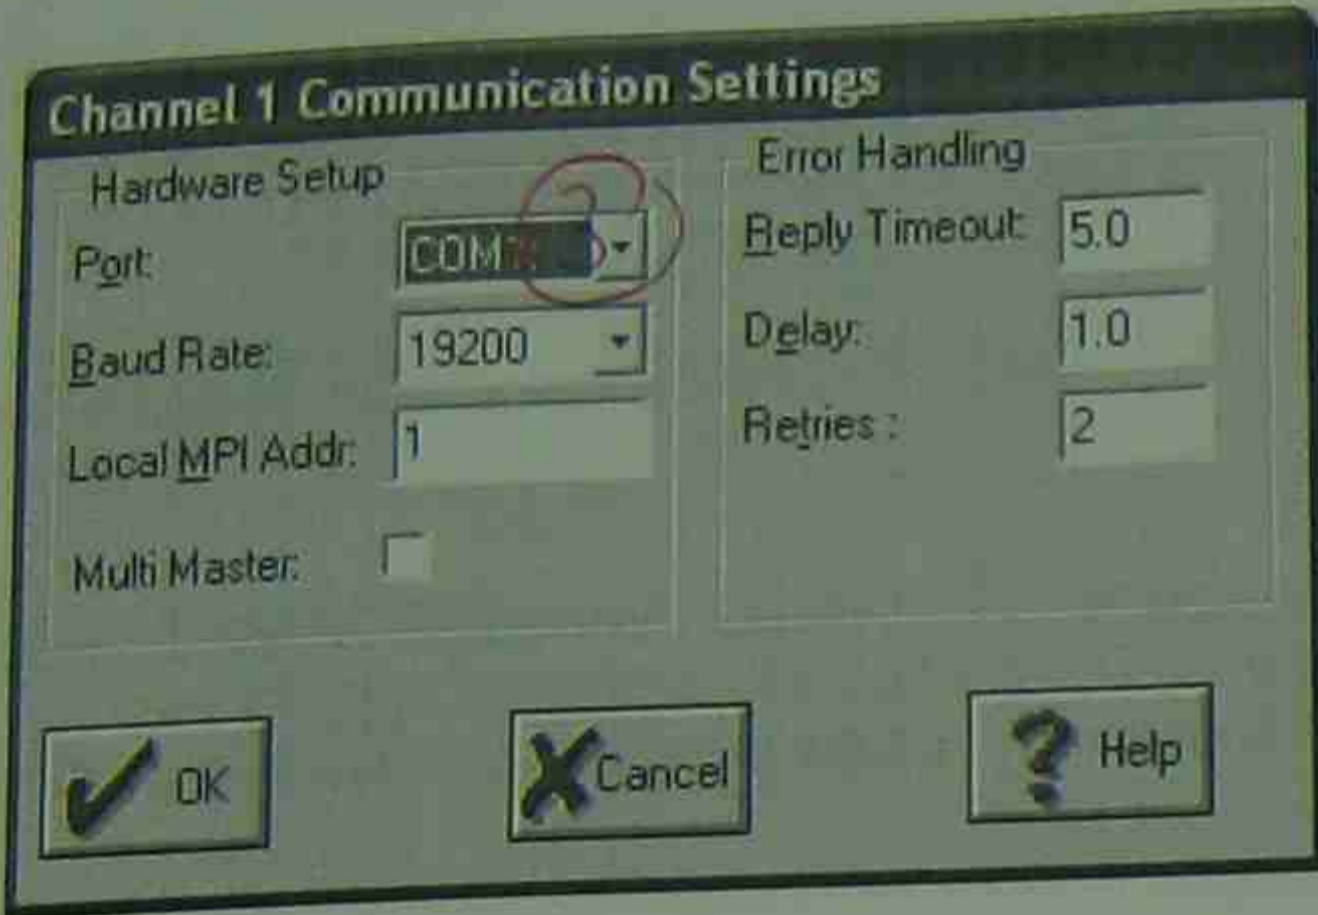 Channel 1 Communication Settings
Hardware Setup
Port:
COM
Baud Rate:
19200
Local MPI Addr:
1
Multi Master:
Error Handling
Reply Timeout:
5.0
Delay:
1.0
Retries :
2
OK
Cancel
Help